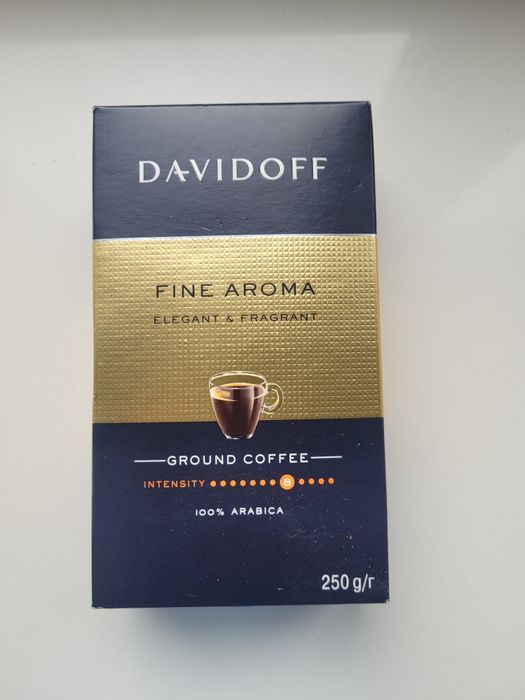 DAVIDOFF
FINE AROMA
ELEGANT & FRAGRANT
GROUND COFFEE
INTENSITY 8
100% ARABICA
250 g/г